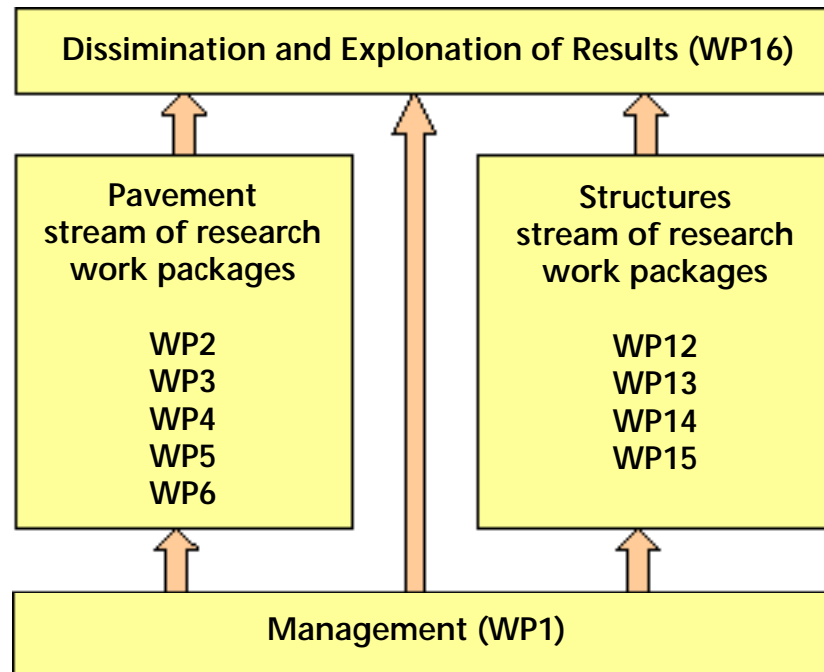 Dissimination and Explonation of Results (WP16)
Pavement
stream of research
work packages
WP2
WP3
WP4
WP5
WP6
Structures
stream of research
work packages
WP12
WP13
WP14
WP15
Management (WP1)